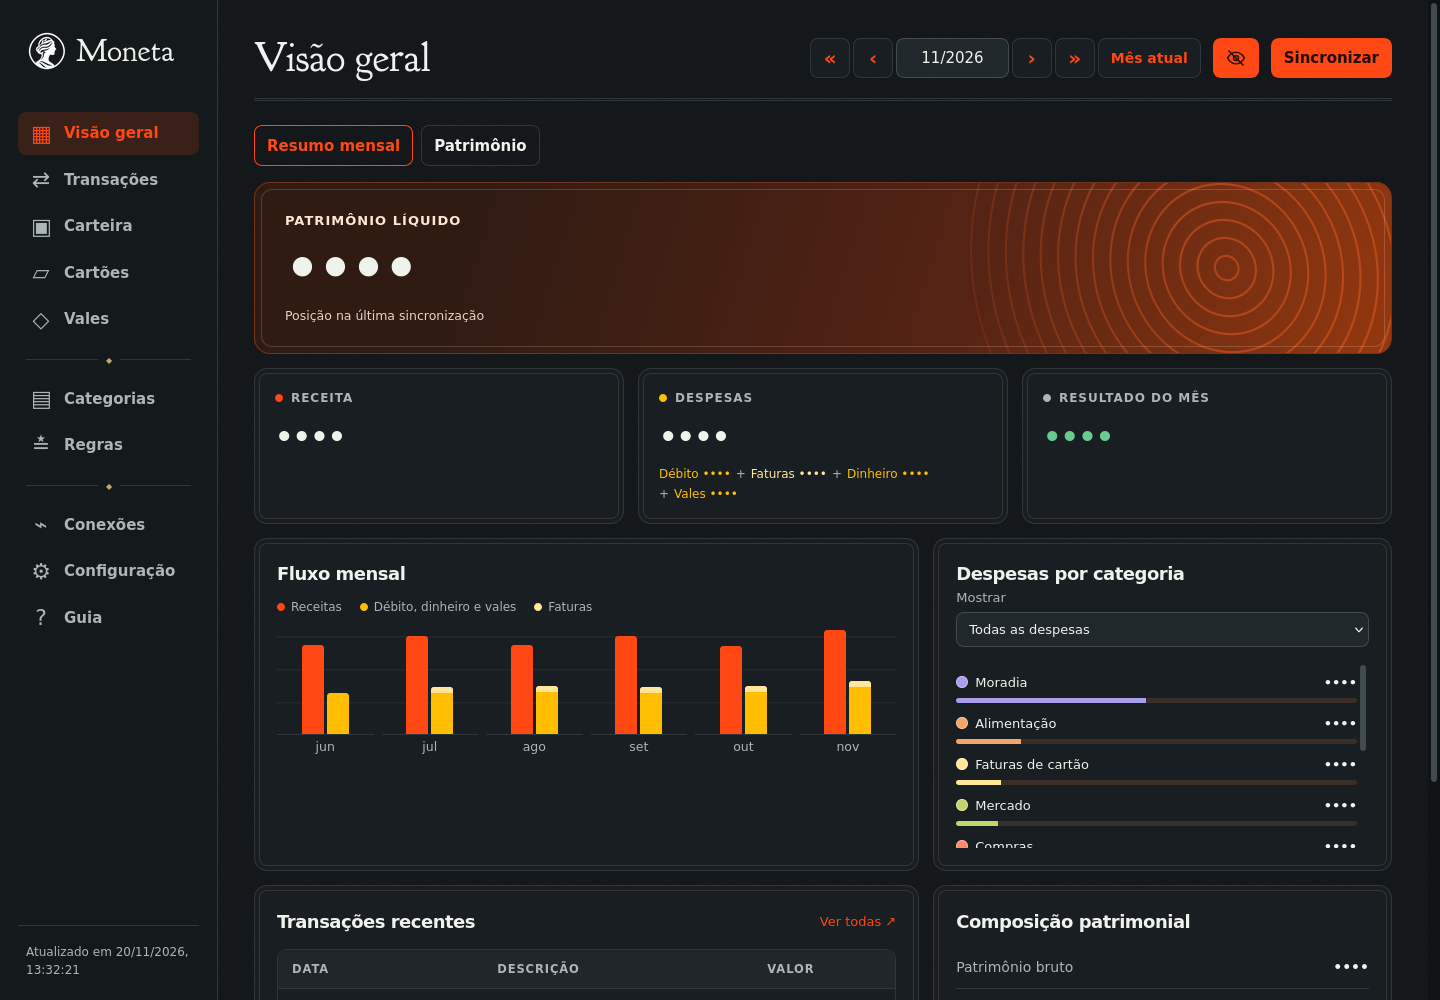 Moneta
Visão geral
Transações
Carteira
Cartões
Vales
Categorias
Regras
Conexões
Configuração
? Guia
Atualizado em 20/11/2026,
13:32:21
Visão geral
« ‹ 11/2026 › » Mês atual Sincronizar
Resumo mensal Patrimônio
PATRIMÔNIO LÍQUIDO
●●●●
Posição na última sincronização
RECEITA
●●●●
DESPESAS
●●●●
Débito •••• + Faturas •••• + Dinheiro ••••
+ Vales ••••
RESULTADO DO MÊS
●●●●
Fluxo mensal
Receitas Débito, dinheiro e vales Faturas
jun jul ago set out nov
Despesas por categoria
Mostrar
Todas as despesas
Moradia ••••
Alimentação ••••
Faturas de cartão ••••
Mercado ••••
Compras ••••
Transações recentes Ver todas ↗
DATA DESCRIÇÃO VALOR
Composição patrimonial
Patrimônio bruto ••••